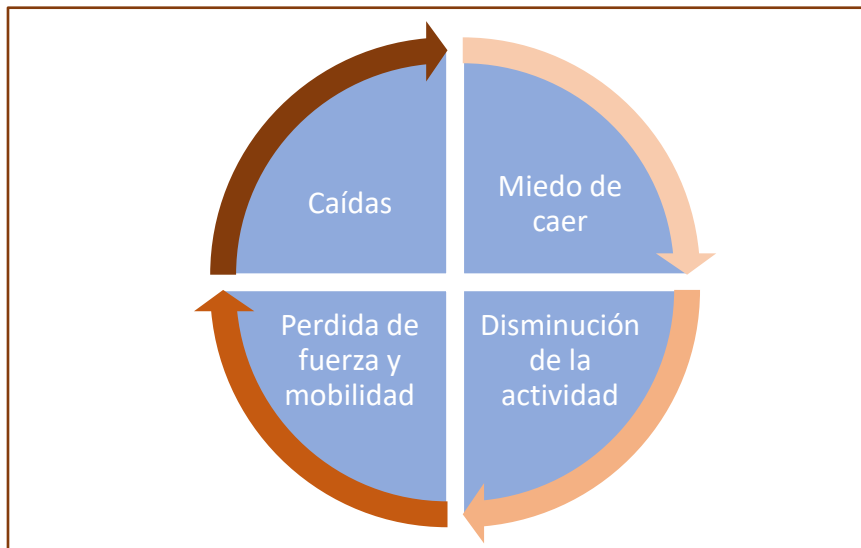 Caídas
Miedo de
caer
Perdida de
fuerza y
mobilidad
Disminución
de la
actividad